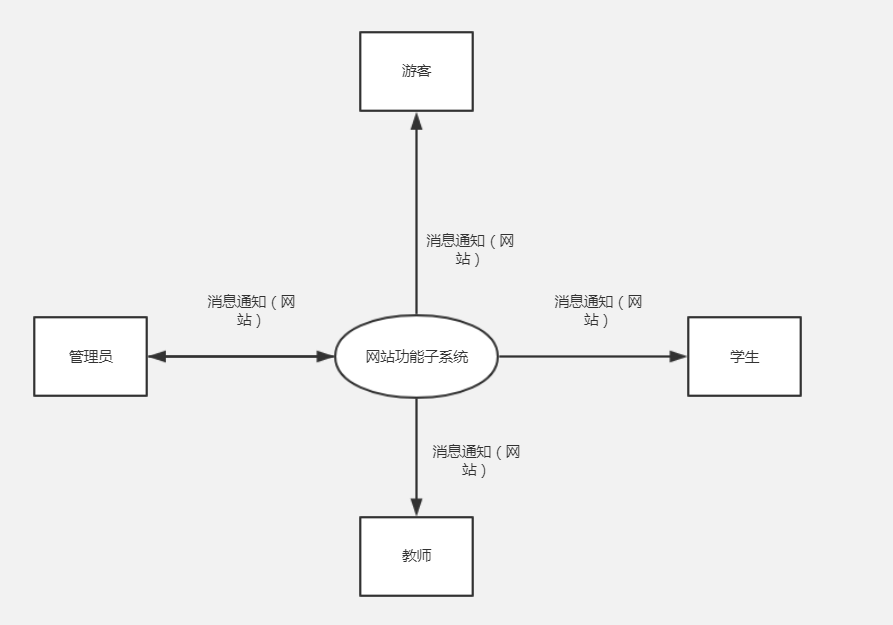 游客
消息通知（网
站）
消息通知（网
站）
消息通知（网
站）
管理员
网站功能子系统
学生
消息通知（网
站）
教师